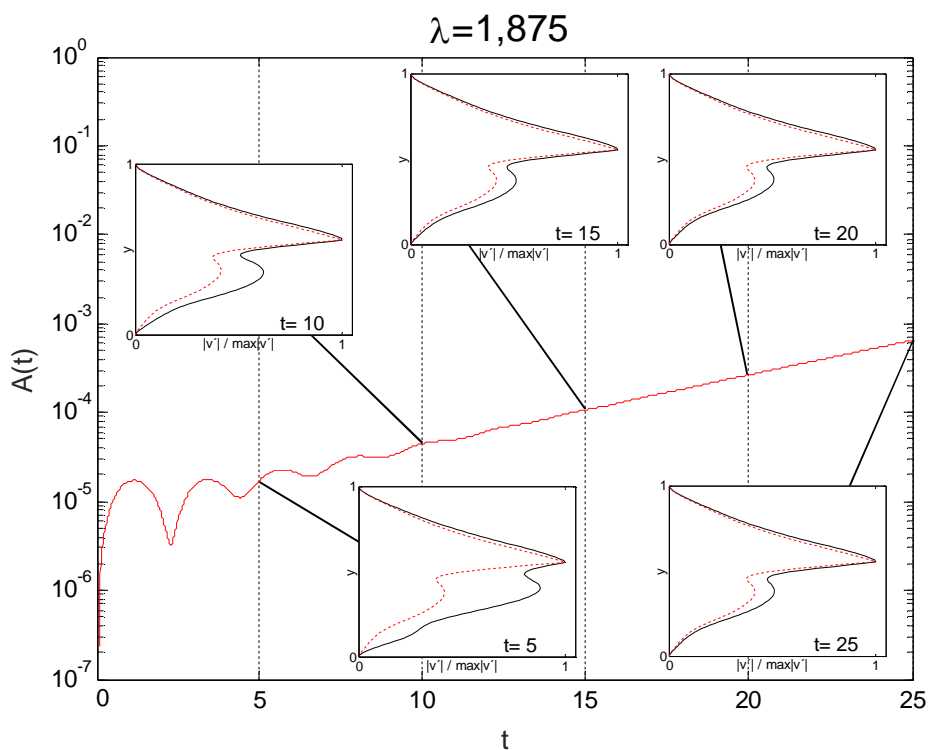 λ=1,875
A(t)
10^0
10^-1
10^-2
10^-3
10^-4
10^-5
10^-6
10^-7
1
y
0
t= 10
0
|v´| / max|v´|
1
1
y
0
t= 15
0
|v´| / max|v´|
1
1
y
0
t= 20
0
|v´| / max|v´|
1
1
y
0
t= 5
0
|v´| / max|v´|
1
1
y
0
t= 25
0
|v´| / max|v´|
1
0 5 10 15 20 25
t